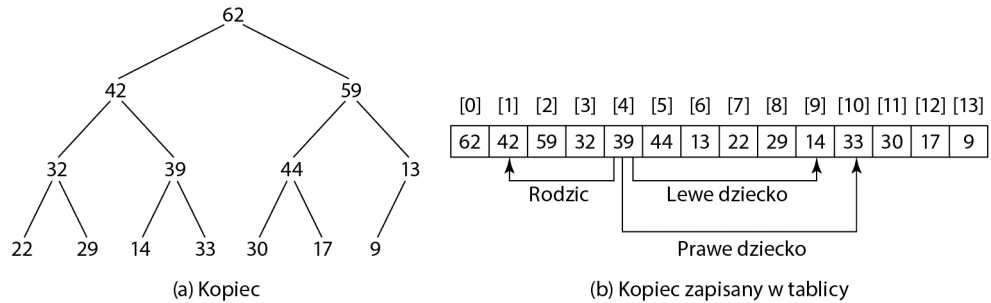 62
42 59
32 39 44 13
22 29 14 33 30 17 9
(a) Kopiec
[0] [1] [2] [3] [4] [5] [6] [7] [8] [9] [10] [11] [12] [13]
62 42 59 32 39 44 13 22 29 14 33 30 17 9
Rodzic Lewe dziecko
Prawe dziecko
(b) Kopiec zapisany w tablicy